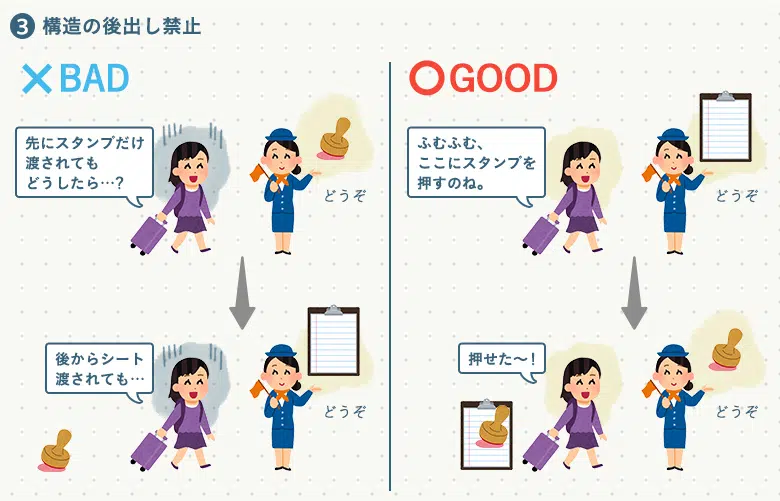 3 構造の後出し禁止
×BAD
先にスタンプだけ
渡されても
どうしたら…?
どうぞ
後からシート
渡されても…
どうぞ
○GOOD
ふむふむ、
ここにスタンプを
押すのね。
どうぞ
押せた〜!
どうぞ